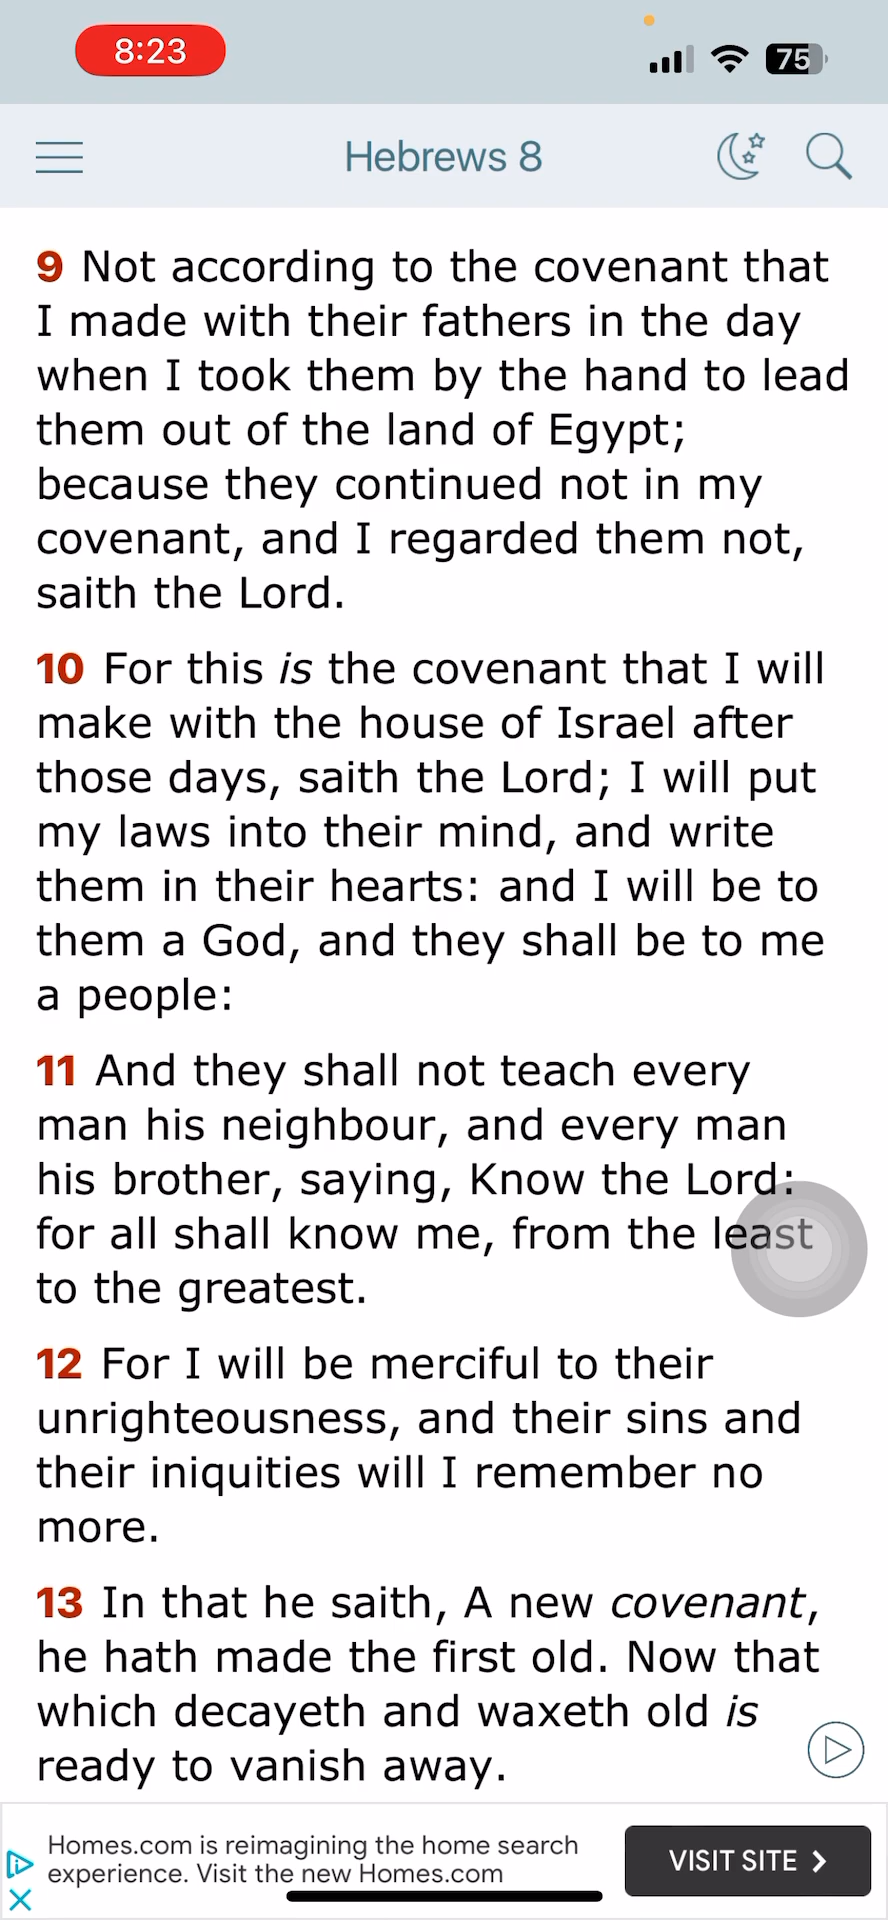 8:23
75
Hebrews 8
9 Not according to the covenant that
I made with their fathers in the day
when I took them by the hand to lead
them out of the land of Egypt;
because they continued not in my
covenant, and I regarded them not,
saith the Lord.
10 For this is the covenant that I will
make with the house of Israel after
those days, saith the Lord; I will put
my laws into their mind, and write
them in their hearts: and I will be to
them a God, and they shall be to me
a people:
11 And they shall not teach every
man his neighbour, and every man
his brother, saying, Know the Lord:
for all shall know me, from the least
to the greatest.
12 For I will be merciful to their
unrighteousness, and their sins and
their iniquities will I remember no
more.
13 In that he saith, A new covenant,
he hath made the first old. Now that
which decayeth and waxeth old is
ready to vanish away.
Homes.com is reimagining the home search
experience. Visit the new Homes.com
VISIT SITE